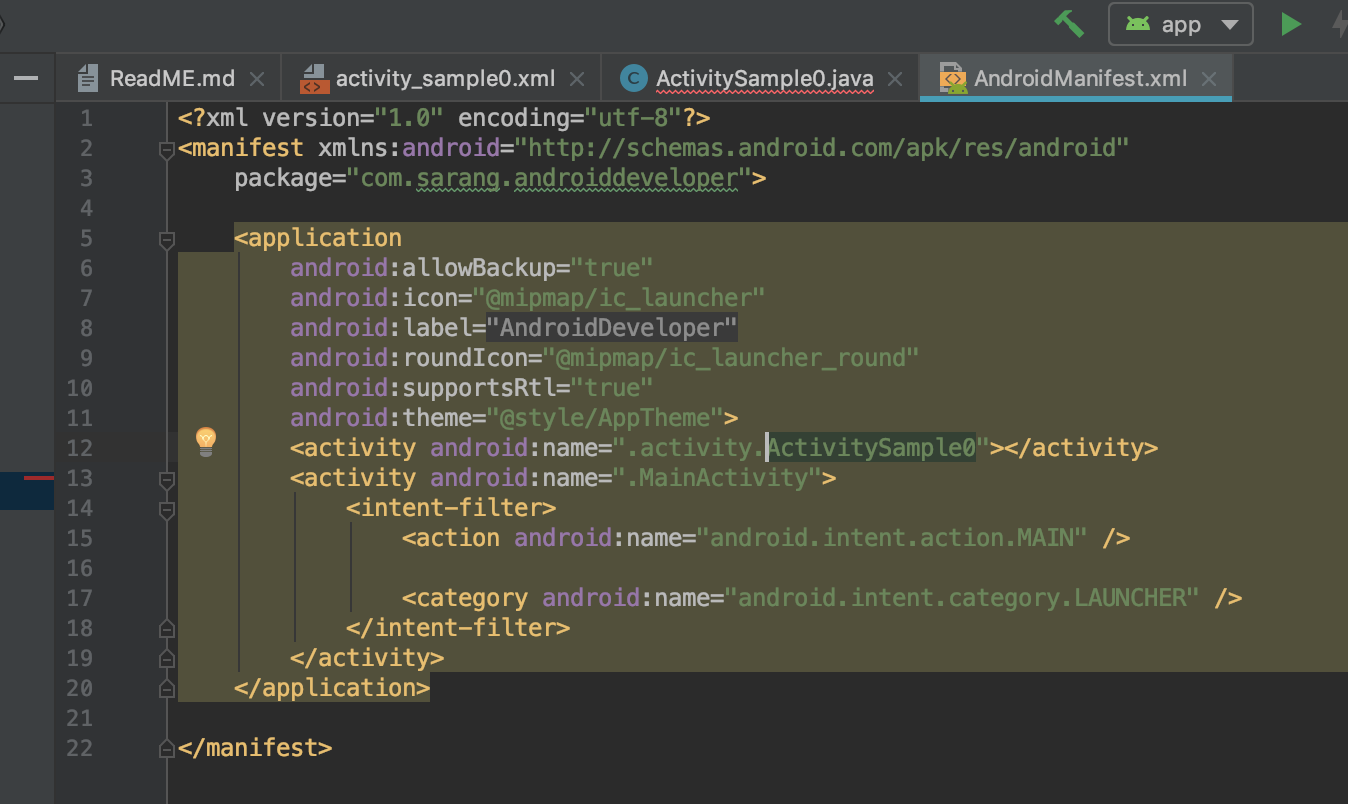 app
ReadME.md
activity_sample0.xml
ActivitySample0.java
AndroidManifest.xml
1 <?xml version="1.0" encoding="utf-8"?>
2 <manifest xmlns:android="http://schemas.android.com/apk/res/android"
3     package="com.sarang.androiddeveloper">
4
5     <application
6         android:allowBackup="true"
7         android:icon="@mipmap/ic_launcher"
8         android:label="AndroidDeveloper"
9         android:roundIcon="@mipmap/ic_launcher_round"
10         android:supportsRtl="true"
11         android:theme="@style/AppTheme">
12         <activity android:name=".activity.ActivitySample0"></activity>
13         <activity android:name=".MainActivity">
14             <intent-filter>
15                 <action android:name="android.intent.action.MAIN" />
16
17                 <category android:name="android.intent.category.LAUNCHER" />
18             </intent-filter>
19         </activity>
20     </application>
21
22 </manifest>